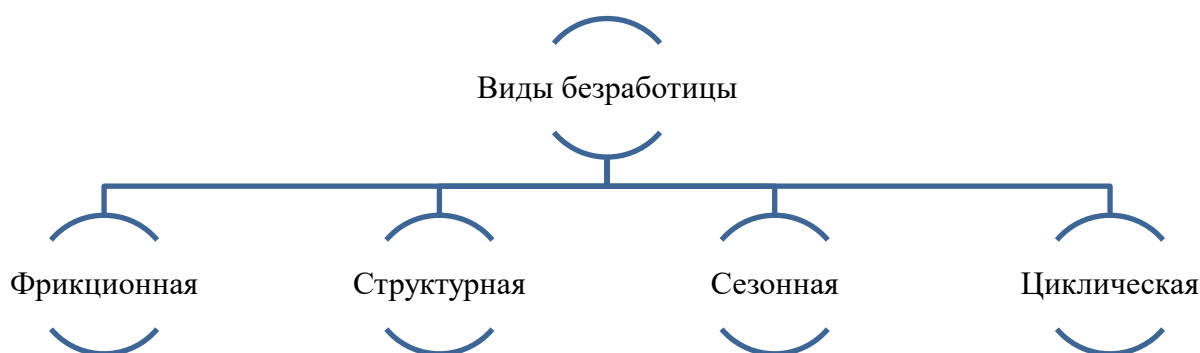 Виды безработицы
Фрикционная
Структурная
Сезонная
Циклическая